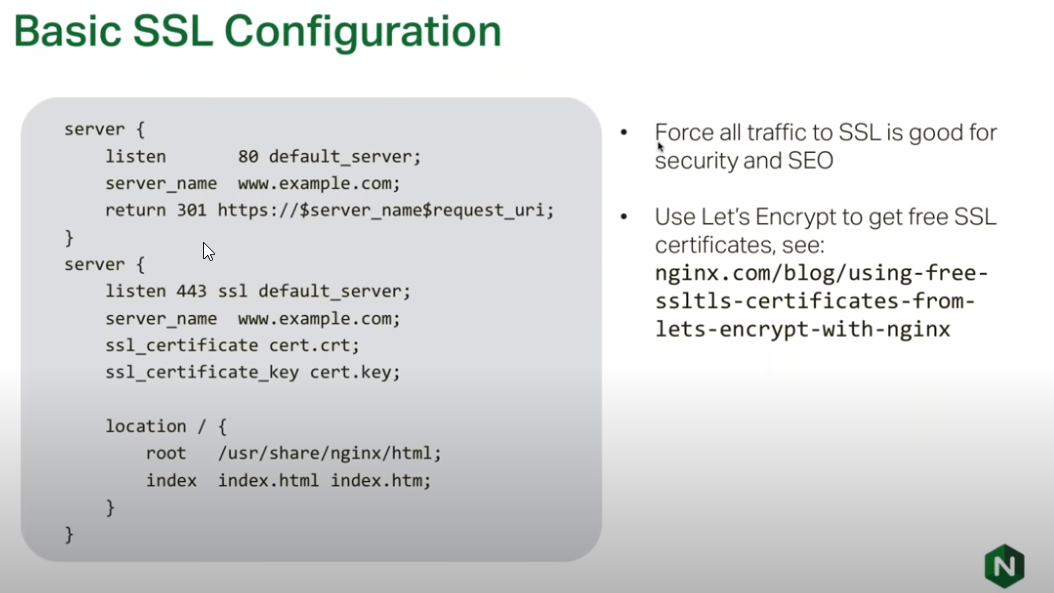 Basic SSL Configuration
server {
listen 80 default_server;
server_name www.example.com;
return 301 https://$server_name$request_uri;
}
server {
listen 443 ssl default_server;
server_name www.example.com;
ssl_certificate cert.crt;
ssl_certificate_key cert.key;
location / {
root /usr/share/nginx/html;
index index.html index.htm;
}
}
• Force all traffic to SSL is good for
security and SEO
• Use Let's Encrypt to get free SSL
certificates, see:
nginx.com/blog/using-free-
ssltls-certificates-from-
lets-encrypt-with-nginx
N